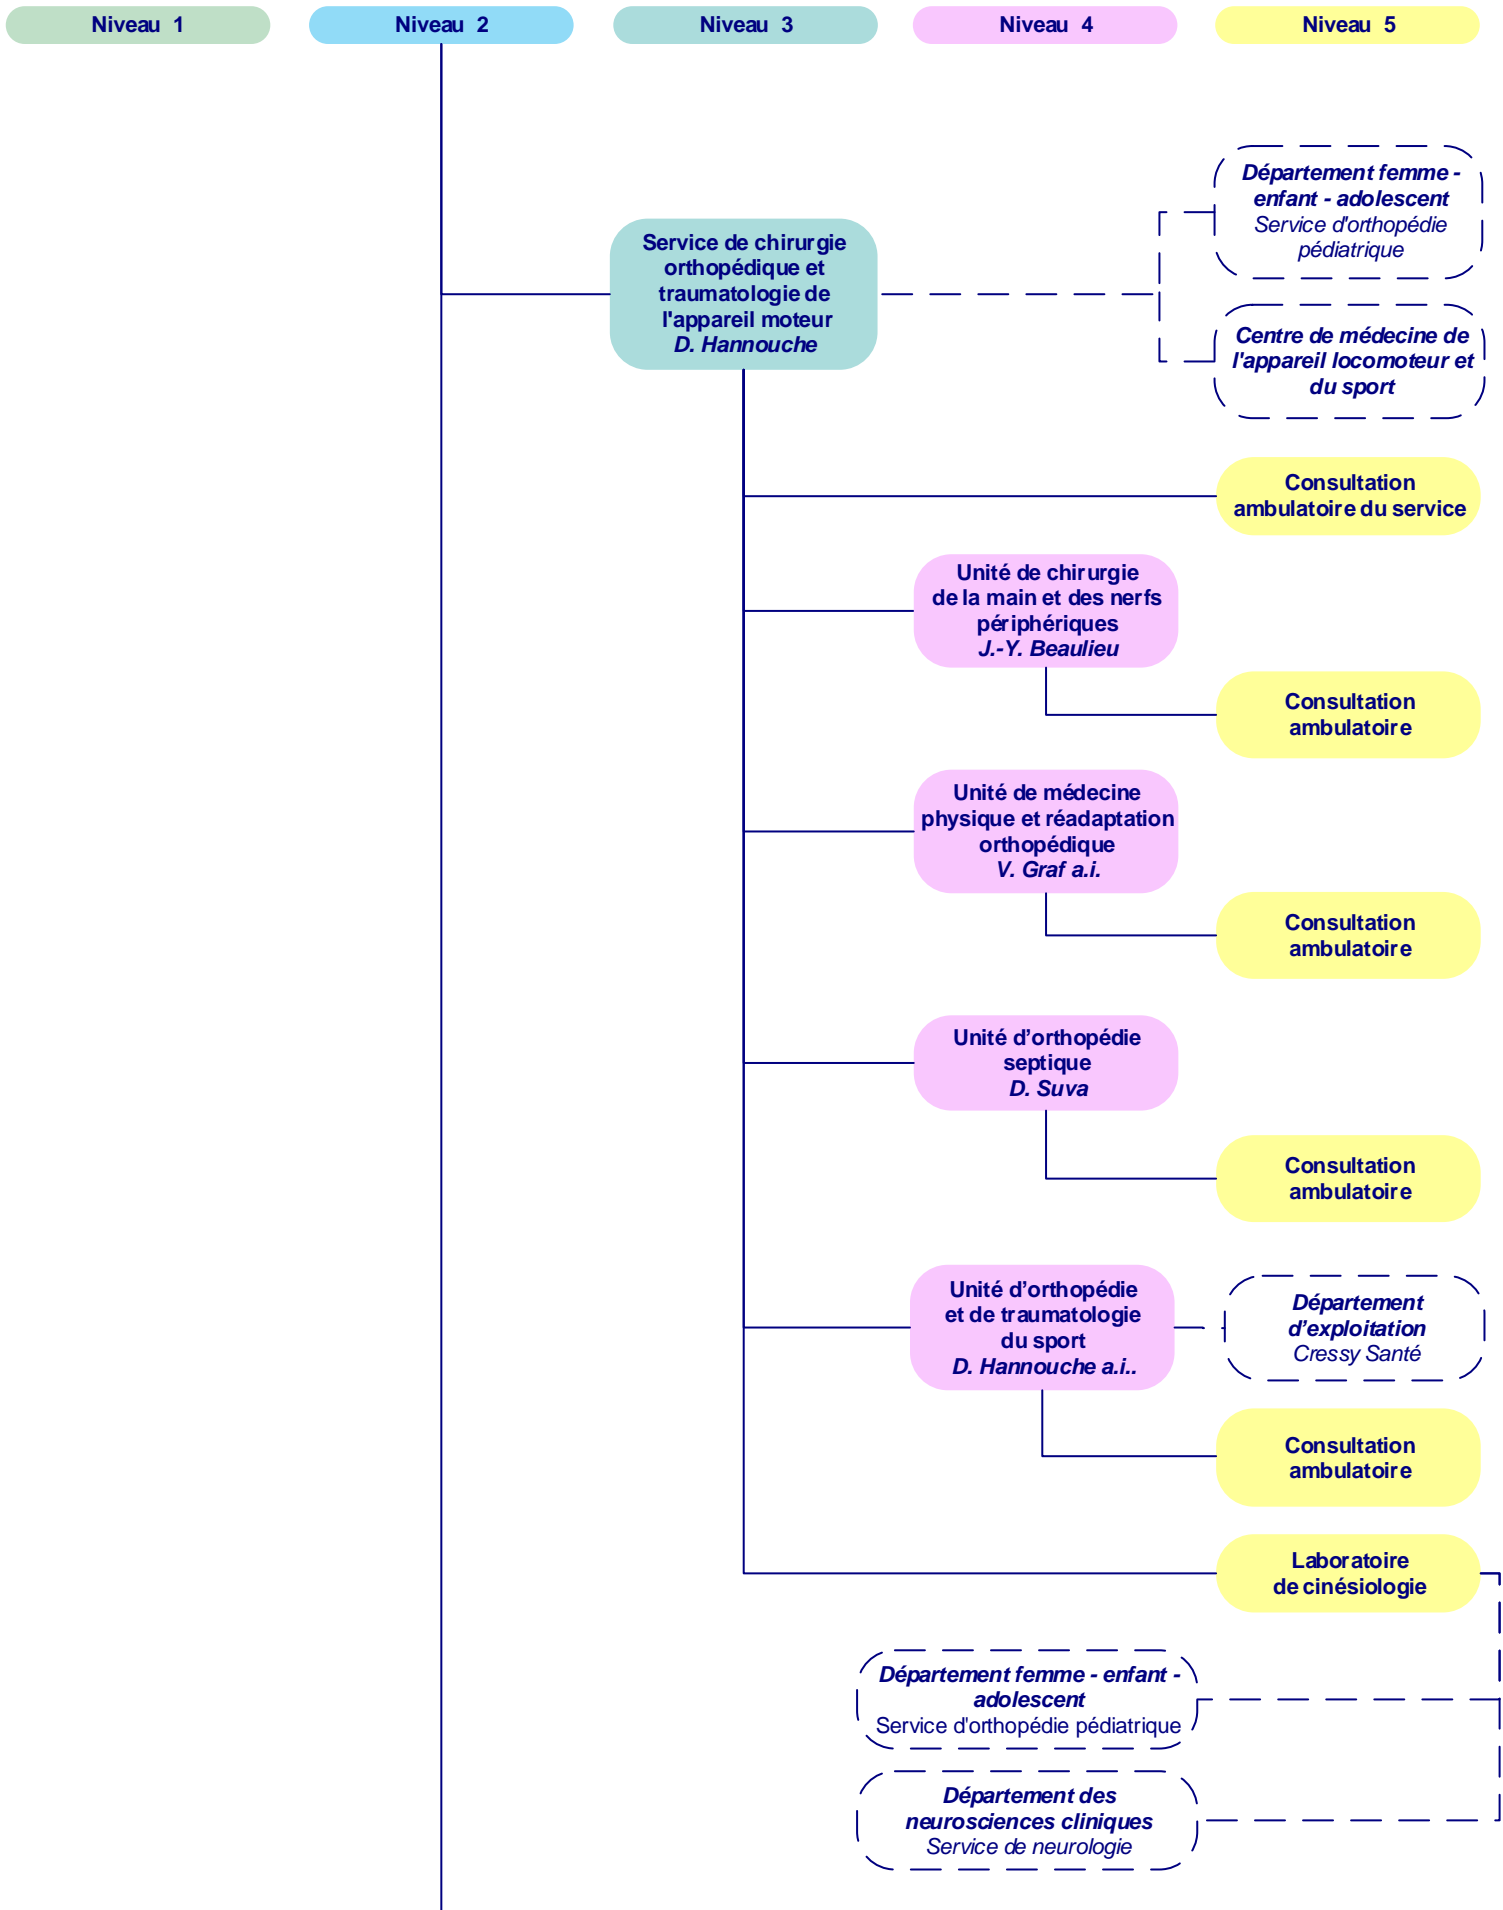 Niveau 1
Niveau 2
Niveau 3
Niveau 4
Niveau 5
Département femme -
enfant - adolescent
Service d'orthopédie
pédiatrique
Service de chirurgie
orthopédique et
traumatologie de
l'appareil moteur
D. Hannouche
Centre de médecine de
l'appareil locomoteur et
du sport
Consultation
ambulatoire du service
Unité de chirurgie
de la main et des nerfs
périphériques
J.-Y. Beaulieu
Consultation
ambulatoire
Unité de médecine
physique et réadaptation
orthopédique
V. Graf a.i.
Consultation
ambulatoire
Unité d’orthopédie
septique
D. Suva
Consultation
ambulatoire
Unité d’orthopédie
et de traumatologie
du sport
D. Hannouche a.i..
Département
d’exploitation
Cressy Santé
Consultation
ambulatoire
Laboratoire
de cinésiologie
Département femme - enfant -
adolescent
Service d'orthopédie pédiatrique
Département des
neurosciences cliniques
Service de neurologie